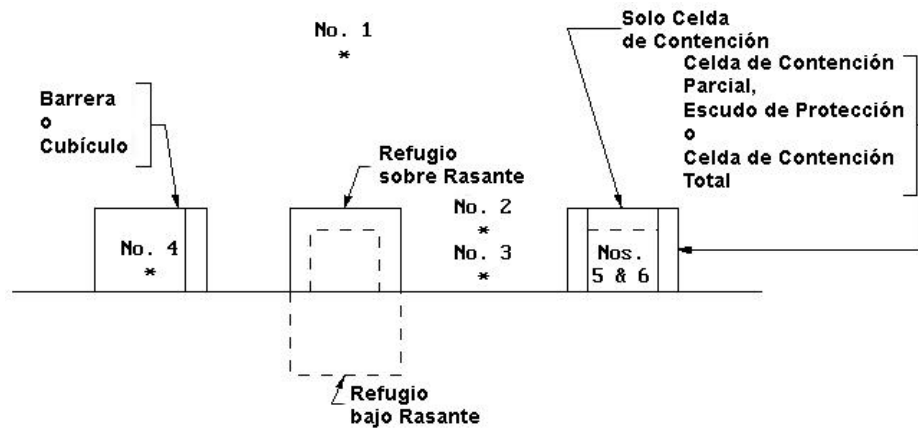 No. 1
*
Solo Celda
de Contención
Celda de Contención
Parcial,
Escudo de Protección
o
Celda de Contención
Total
Barrera
o
Cubículo
Refugio
sobre Rasante
No. 2
*
No. 3
*
No. 4
*
Nos.
5 & 6
Refugio
bajo Rasante